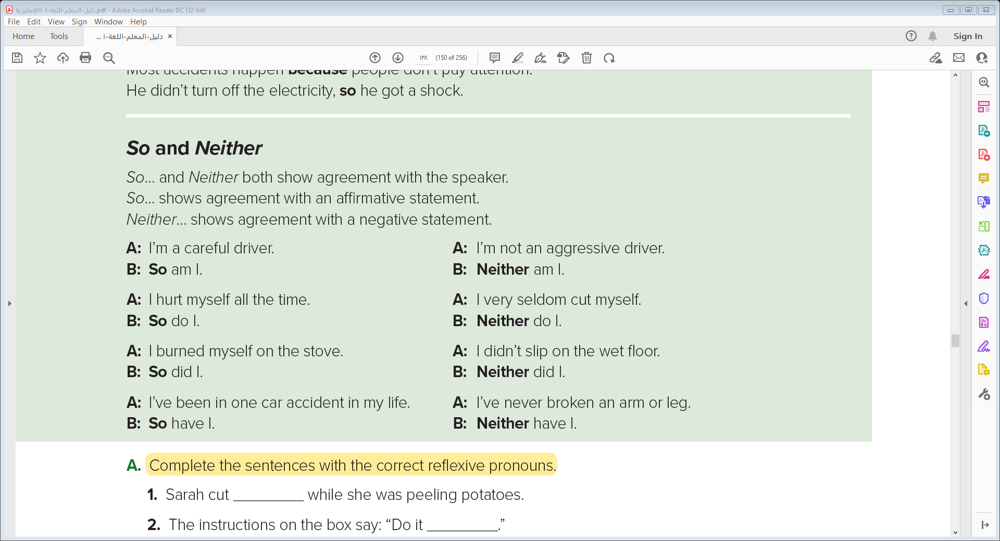 دليل-المعلم-اللغة-ا ١١١لإنجليزية.pdf - Adobe Acrobat Reader DC (32-bit)
File Edit View Sign Window Help
Home Tools دليل-المعلم-اللغة-ا ... × Sign In
١٣٨ (150 of 256)
Most accidents happen because people don't pay attention.
He didn't turn off the electricity, so he got a shock.
So and Neither
So... and Neither both show agreement with the speaker.
So... shows agreement with an affirmative statement.
Neither... shows agreement with a negative statement.
A: I'm a careful driver.
B: So am I.
A: I hurt myself all the time.
B: So do I.
A: I burned myself on the stove.
B: So did I.
A: I've been in one car accident in my life.
B: So have I.
A: I'm not an aggressive driver.
B: Neither am I.
A: I very seldom cut myself.
B: Neither do I.
A: I didn't slip on the wet floor.
B: Neither did I.
A: I've never broken an arm or leg.
B: Neither have I.
A. Complete the sentences with the correct reflexive pronouns.
1. Sarah cut _________ while she was peeling potatoes.
2. The instructions on the box say: “Do it _________.”